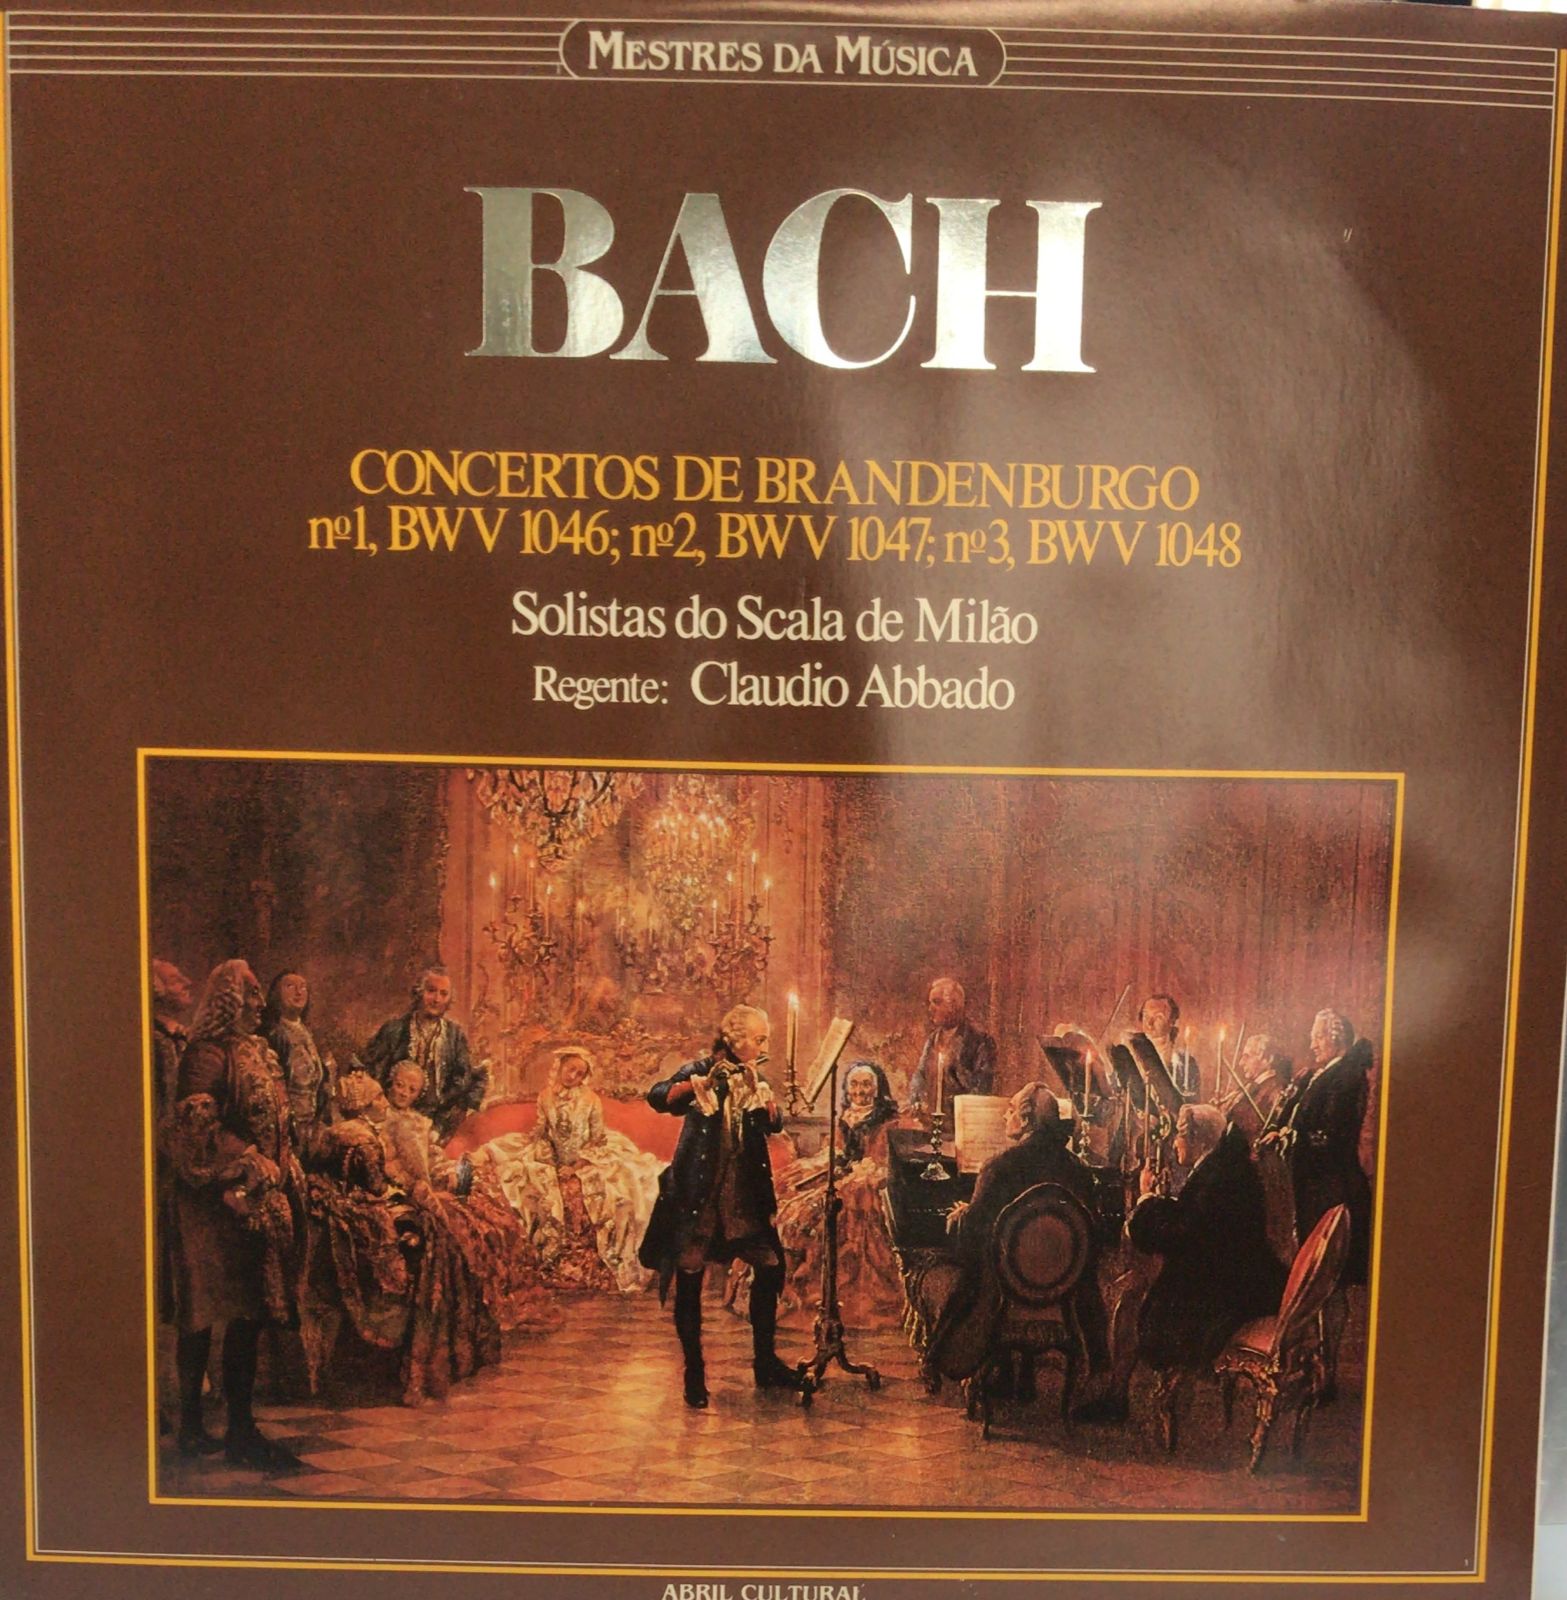 MESTRES DA MÚSICA
BACH
CONCERTOS DE BRANDENBURGO
nº1, BWV 1046; nº2, BWV 1047; nº3, BWV 1048
Solistas do Scala de Milão
Regente: Claudio Abbado
1
ABRIL CULTURAL